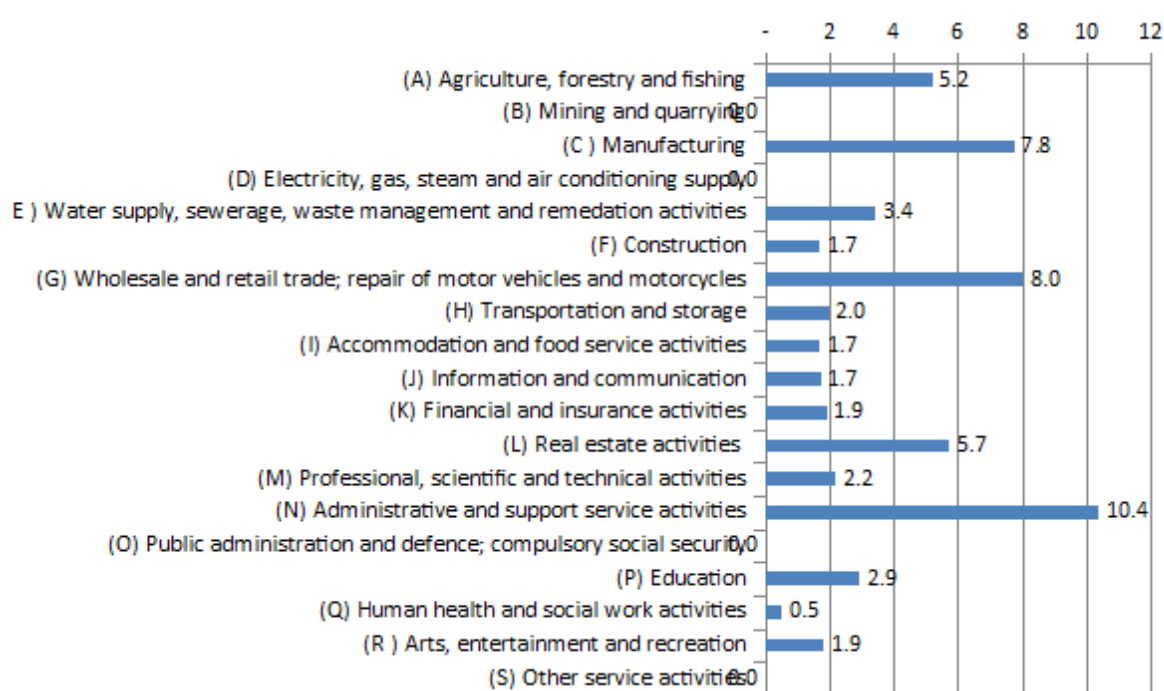 - 2 4 6 8 10 12
(A) Agriculture, forestry and fishing 5.2
(B) Mining and quarrying 0.0
(C ) Manufacturing 7.8
(D) Electricity, gas, steam and air conditioning supply 0.0
E ) Water supply, sewerage, waste management and remedation activities 3.4
(F) Construction 1.7
(G) Wholesale and retail trade; repair of motor vehicles and motorcycles 8.0
(H) Transportation and storage 2.0
(I) Accommodation and food service activities 1.7
(J) Information and communication 1.7
(K) Financial and insurance activities 1.9
(L) Real estate activities 5.7
(M) Professional, scientific and technical activities 2.2
(N) Administrative and support service activities 10.4
(O) Public administration and defence; compulsory social security 0.0
(P) Education 2.9
(Q) Human health and social work activities 0.5
(R ) Arts, entertainment and recreation 1.9
(S) Other service activities 0.0